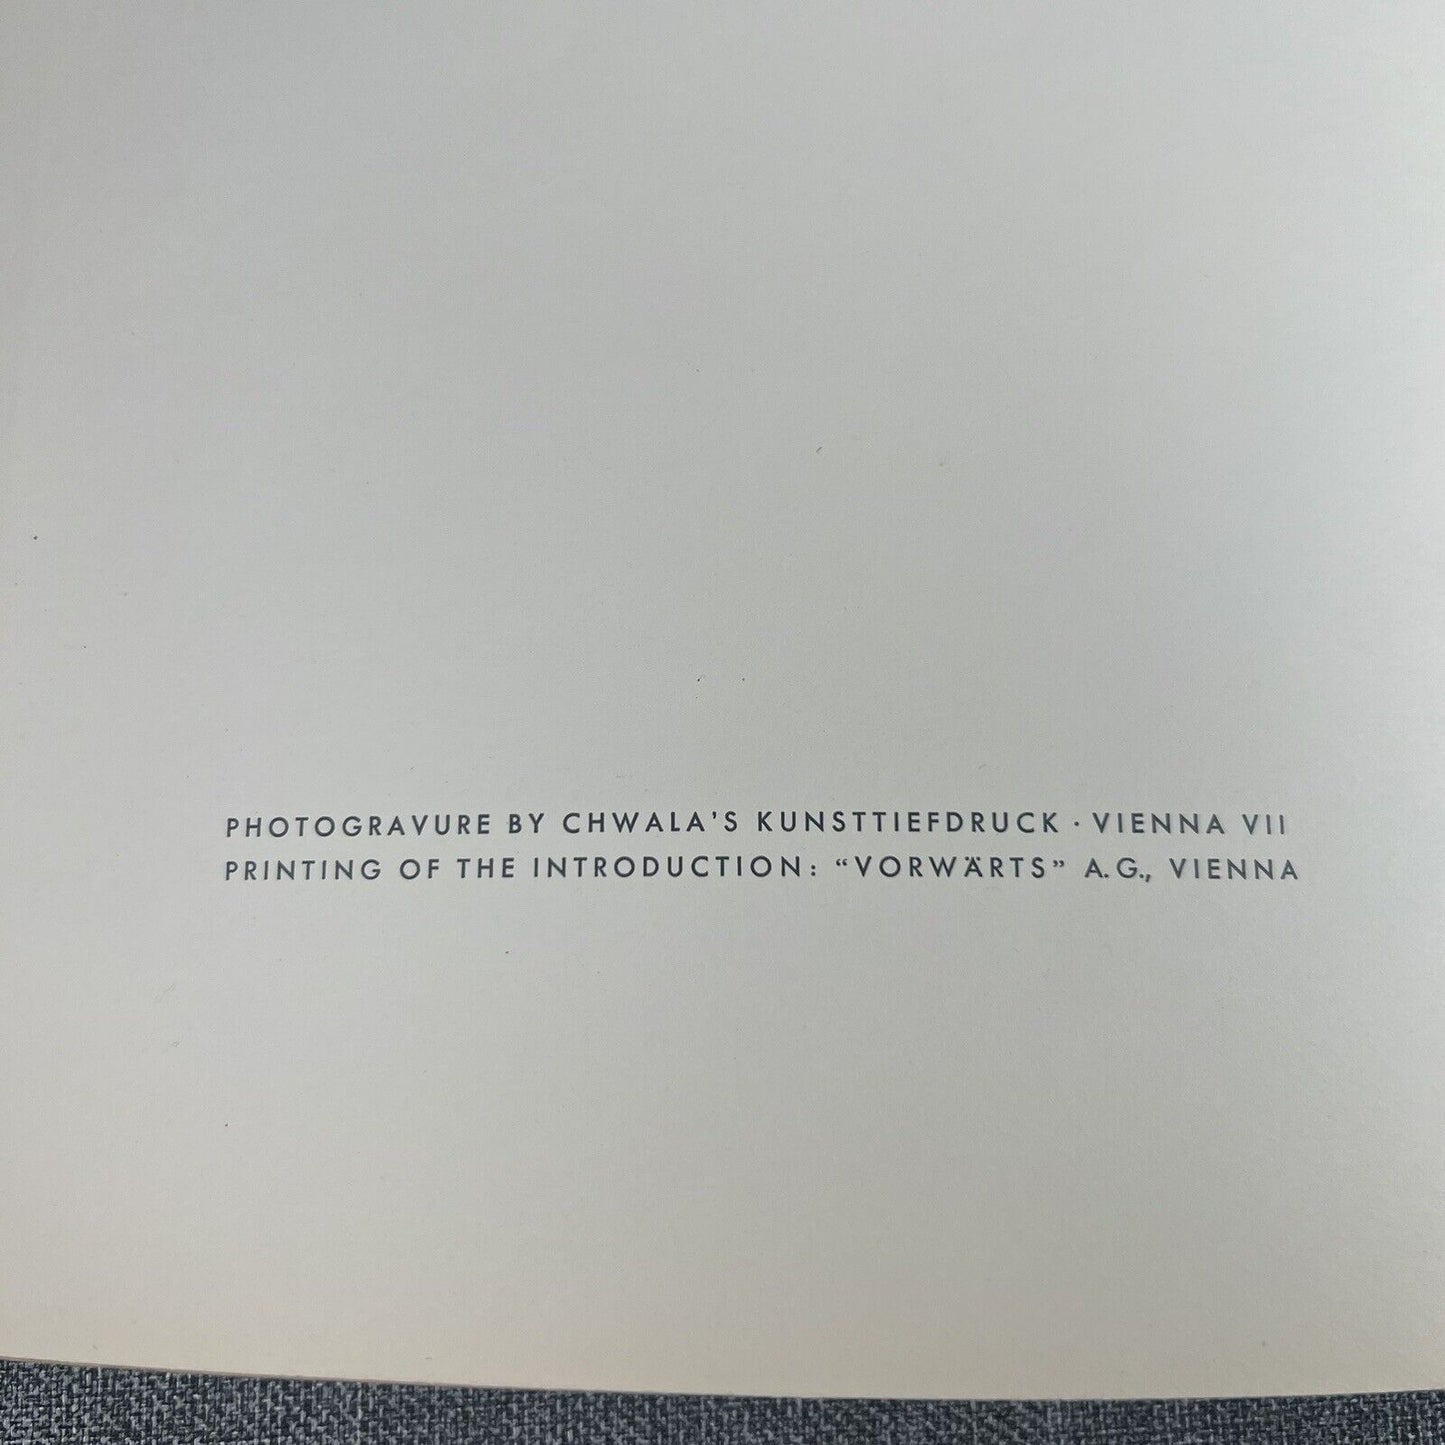 PHOTOGRAVURE BY CHWALA'S KUNSTTIEFDRUCK · VIENNA VII
PRINTING OF THE INTRODUCTION: “VORWÄRTS” A.G., VIENNA